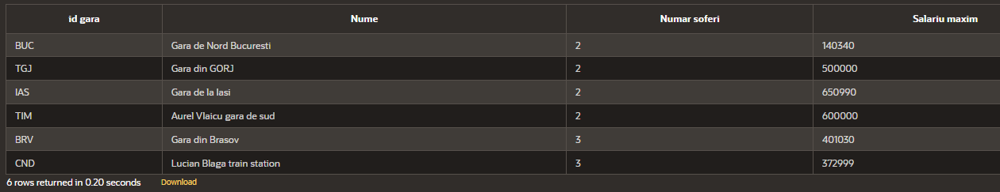 id gara Nume Numar soferi Salariu maxim
BUC Gara de Nord Bucuresti 2 140340
TGJ Gara din GORJ 2 500000
IAS Gara de la Iasi 2 650990
TIM Aurel Vlaicu gara de sud 2 600000
BRV Gara din Brasov 3 401030
CND Lucian Blaga train station 3 372999
6 rows returned in 0.20 seconds Download